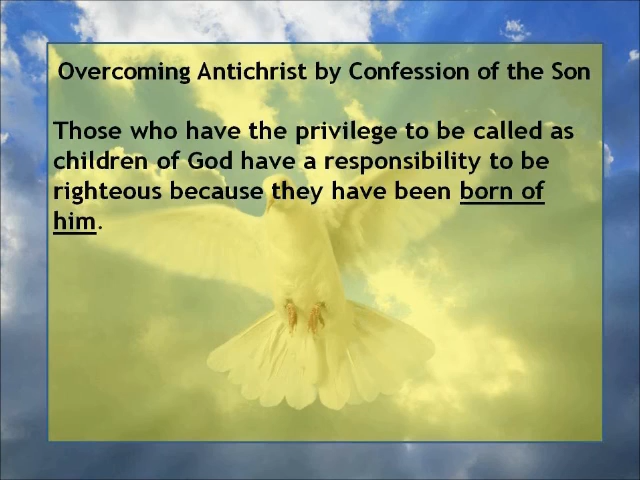 Overcoming Antichrist by Confession of the Son
Those who have the privilege to be called as
children of God have a responsibility to be
righteous because they have been born of
him.